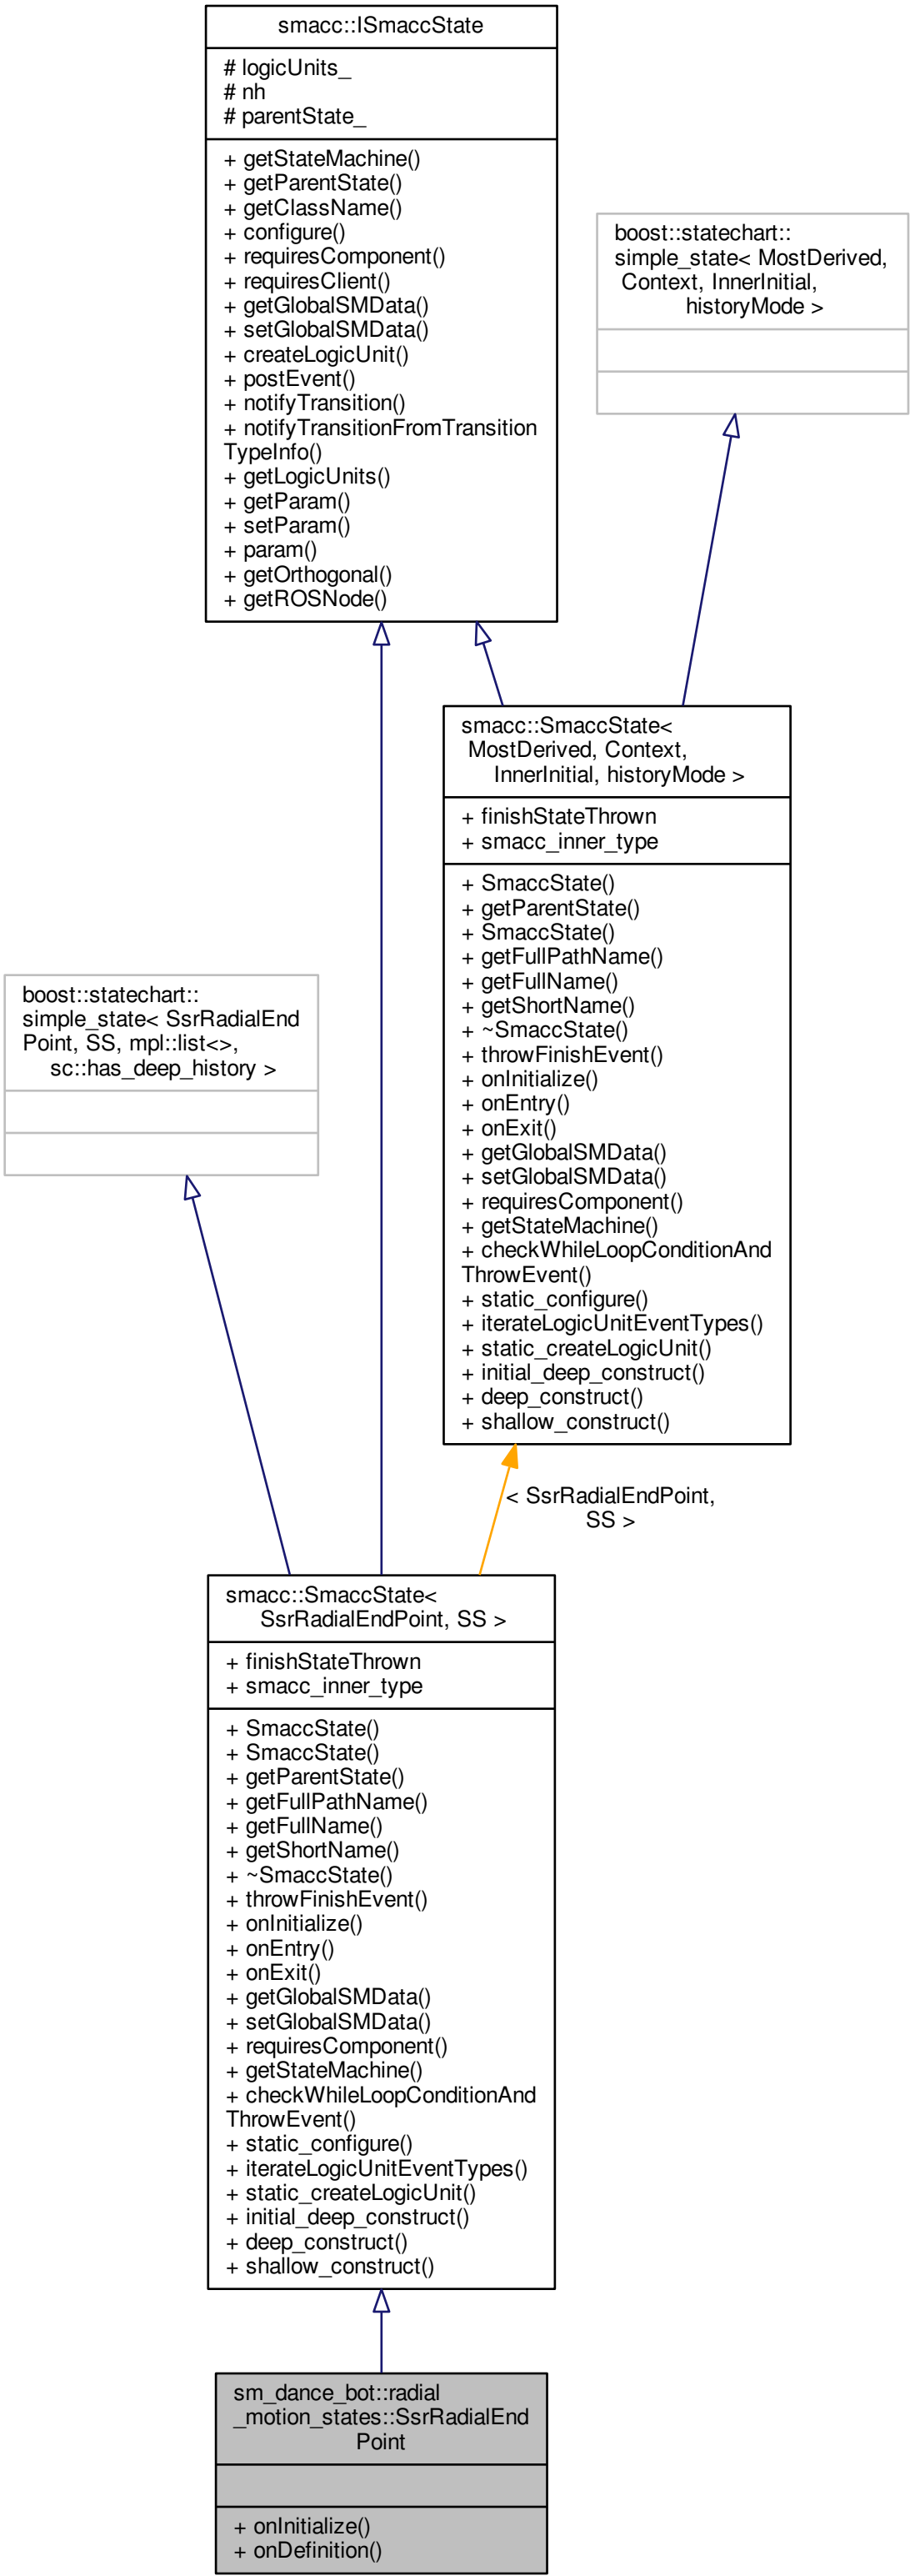 smacc::ISmaccState
# logicUnits_
# nh
# parentState_
+ getStateMachine()
+ getParentState()
+ getClassName()
+ configure()
+ requiresComponent()
+ requiresClient()
+ getGlobalSMData()
+ setGlobalSMData()
+ createLogicUnit()
+ postEvent()
+ notifyTransition()
+ notifyTransitionFromTransition
TypeInfo()
+ getLogicUnits()
+ getParam()
+ setParam()
+ param()
+ getOrthogonal()
+ getROSNode()
boost::statechart::
simple_state< MostDerived,
Context, InnerInitial,
historyMode >
smacc::SmaccState<
MostDerived, Context,
InnerInitial, historyMode >
+ finishStateThrown
+ smacc_inner_type
+ SmaccState()
+ getParentState()
+ SmaccState()
+ getFullPathName()
+ getFullName()
+ getShortName()
+ ~SmaccState()
+ throwFinishEvent()
+ onInitialize()
+ onEntry()
+ onExit()
+ getGlobalSMData()
+ setGlobalSMData()
+ requiresComponent()
+ getStateMachine()
+ checkWhileLoopConditionAnd
ThrowEvent()
+ static_configure()
+ iterateLogicUnitEventTypes()
+ static_createLogicUnit()
+ initial_deep_construct()
+ deep_construct()
+ shallow_construct()
boost::statechart::
simple_state< SsrRadialEnd
Point, SS, mpl::list<>,
sc::has_deep_history >
< SsrRadialEndPoint,
SS >
smacc::SmaccState<
SsrRadialEndPoint, SS >
+ finishStateThrown
+ smacc_inner_type
+ SmaccState()
+ SmaccState()
+ getParentState()
+ getFullPathName()
+ getFullName()
+ getShortName()
+ ~SmaccState()
+ throwFinishEvent()
+ onInitialize()
+ onEntry()
+ onExit()
+ getGlobalSMData()
+ setGlobalSMData()
+ requiresComponent()
+ getStateMachine()
+ checkWhileLoopConditionAnd
ThrowEvent()
+ static_configure()
+ iterateLogicUnitEventTypes()
+ static_createLogicUnit()
+ initial_deep_construct()
+ deep_construct()
+ shallow_construct()
sm_dance_bot::radial
_motion_states::SsrRadialEnd
Point
+ onInitialize()
+ onDefinition()